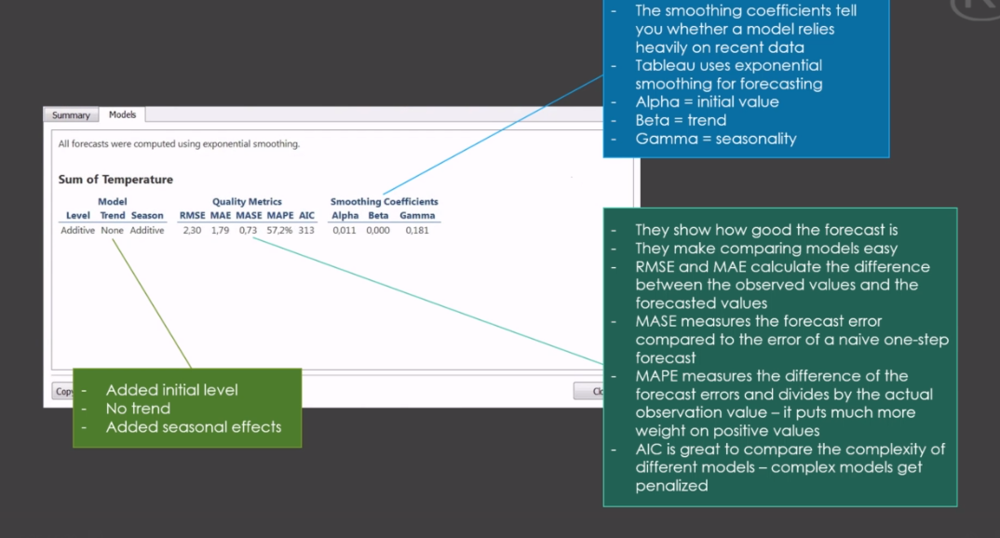 - The smoothing coefficients tell
you whether a model relies
heavily on recent data
- Tableau uses exponential
smoothing for forecasting
- Alpha = initial value
- Beta = trend
- Gamma = seasonality
Summary Models
All forecasts were computed using exponential smoothing.
Sum of Temperature
Model Quality Metrics Smoothing Coefficients
Level Trend Season RMSE MAE MASE MAPE AIC Alpha Beta Gamma
Additive None Additive 2,30 1,79 0,73 57,2% 313 0,011 0,000 0,181
- They show how good the forecast is
- They make comparing models easy
- RMSE and MAE calculate the difference
between the observed values and the
forecasted values
- MASE measures the forecast error
compared to the error of a naive one-step
forecast
- MAPE measures the difference of the
forecast errors and divides by the actual
observation value – it puts much more
weight on positive values
- AIC is great to compare the complexity of
different models – complex models get
penalized
- Added initial level
- No trend
- Added seasonal effects